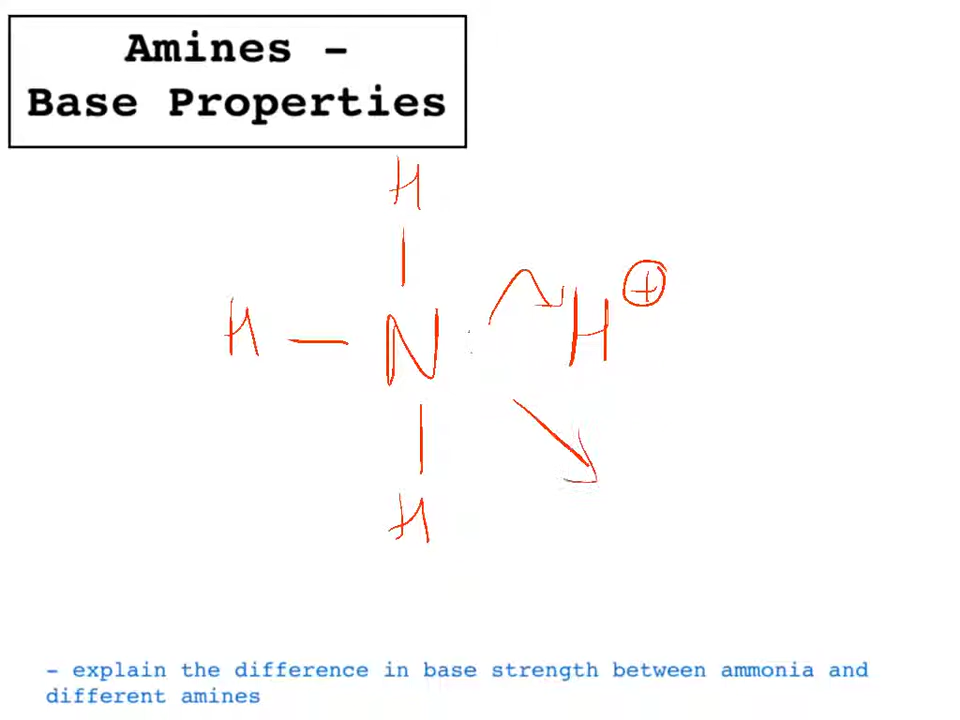 Amines –
Base Properties
H
H – N : H +
H
– explain the difference in base strength between ammonia and
different amines